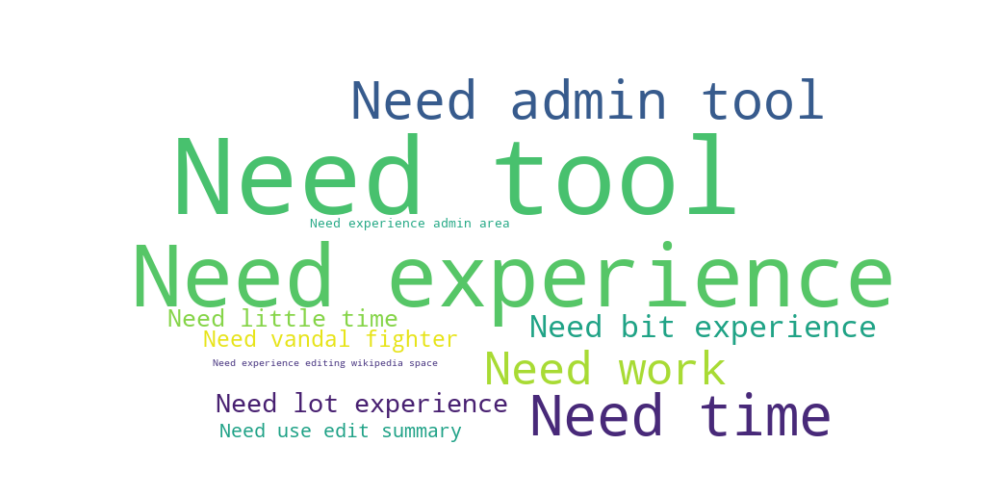 Need admin tool
Need tool
Need experience admin area
Need experience
Need little time
Need bit experience
Need vandal fighter
Need experience editing wikipedia space
Need work
Need lot experience
Need time
Need use edit summary